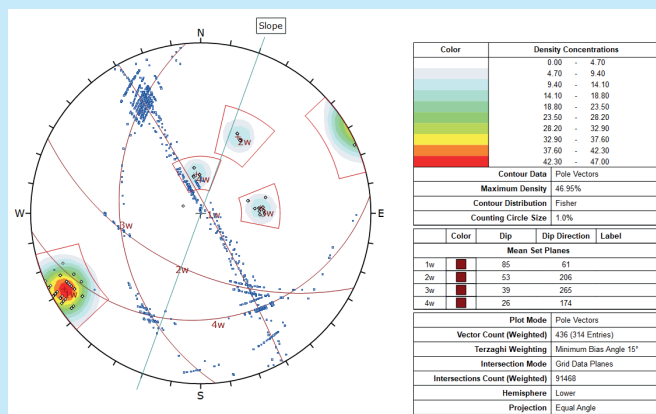 Slope
N
2w
4w
3w
W
1w
E
3w
2w
4w
S
Color Density Concentrations
0.00 - 4.70
4.70 - 9.40
9.40 - 14.10
14.10 - 18.80
18.80 - 23.50
23.50 - 28.20
28.20 - 32.90
32.90 - 37.60
37.60 - 42.30
42.30 - 47.00
Contour Data Pole Vectors
Maximum Density 46.95%
Contour Distribution Fisher
Counting Circle Size 1.0%
Color Dip Dip Direction Label
Mean Set Planes
1w 85 61
2w 53 206
3w 39 265
4w 26 174
Plot Mode Pole Vectors
Vector Count (Weighted) 436 (314 Entries)
Terzaghi Weighting Minimum Bias Angle 15°
Intersection Mode Grid Data Planes
Intersections Count (Weighted) 91468
Hemisphere Lower
Projection Equal Angle